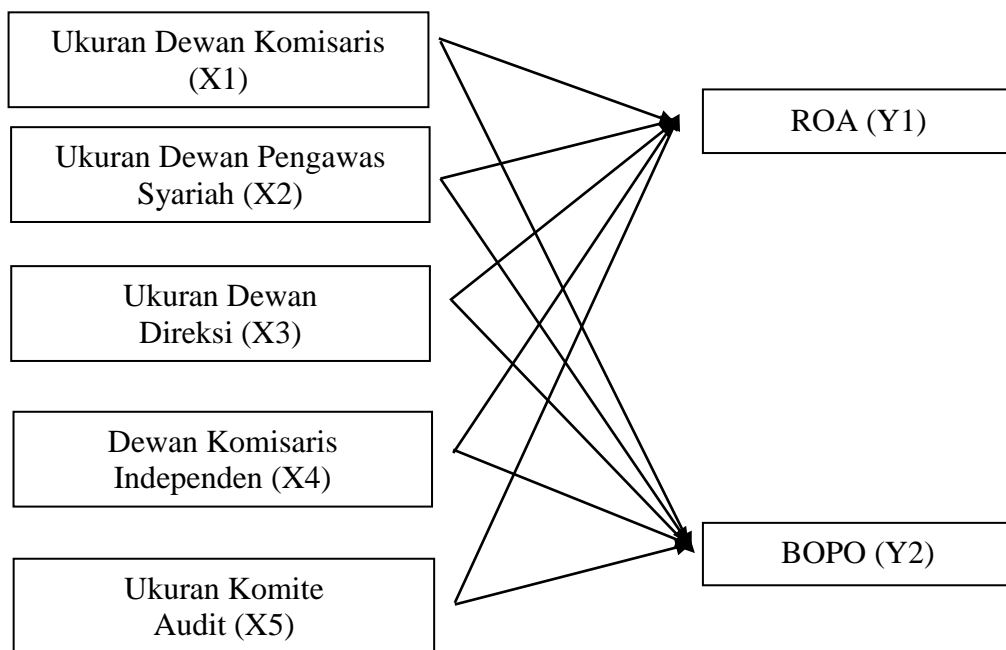 Ukuran Dewan Komisaris
(X1)
Ukuran Dewan Pengawas
Syariah (X2)
Ukuran Dewan
Direksi (X3)
Dewan Komisaris
Independen (X4)
Ukuran Komite
Audit (X5)
ROA (Y1)
BOPO (Y2)